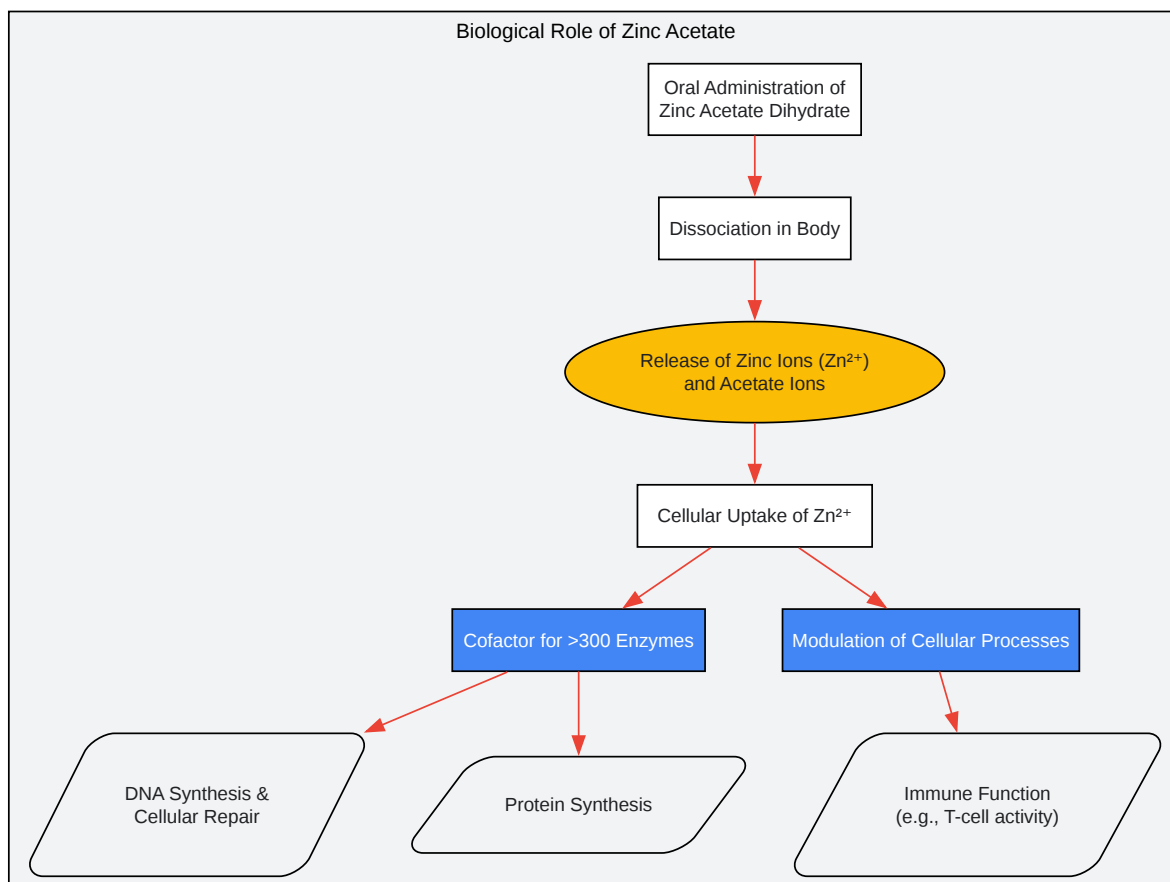 Biological Role of Zinc Acetate
Oral Administration of
Zinc Acetate Dihydrate
Dissociation in Body
Release of Zinc Ions (Zn²⁺)
and Acetate Ions
Cellular Uptake of Zn²⁺
Cofactor for >300 Enzymes
Modulation of Cellular Processes
DNA Synthesis &
Cellular Repair
Protein Synthesis
Immune Function
(e.g., T-cell activity)